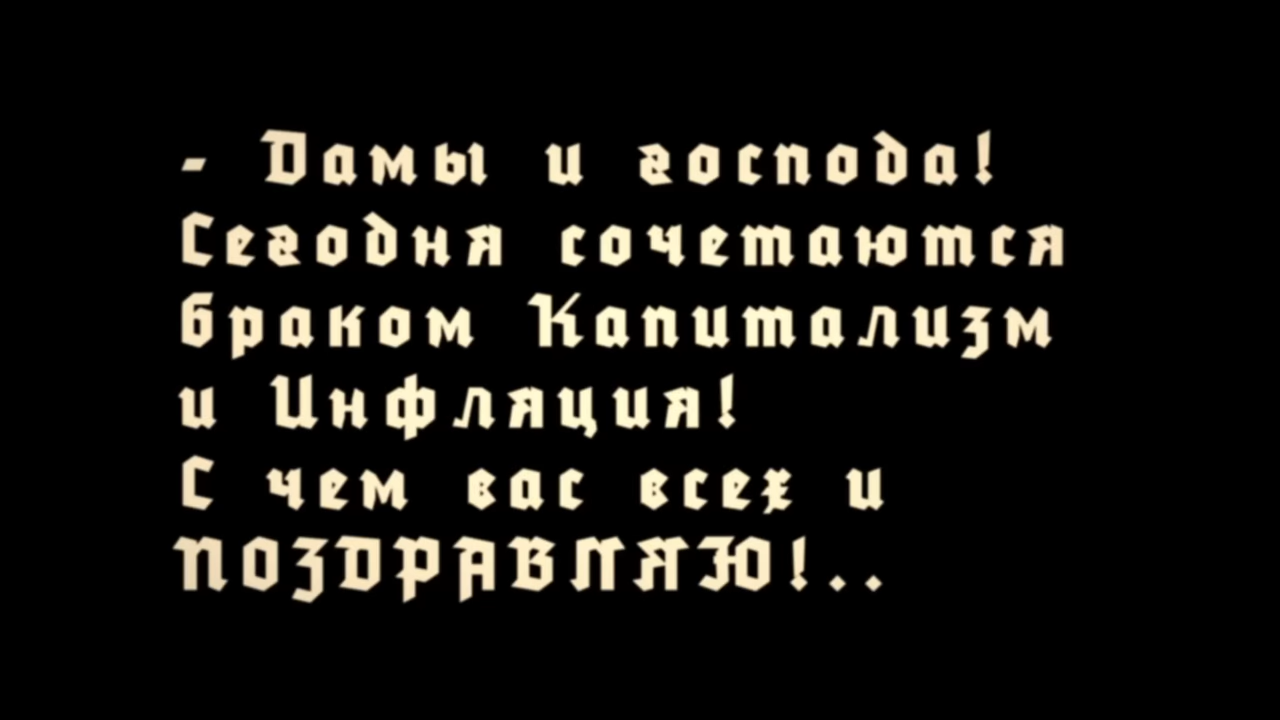 - Дамы и господа!
Сегодня сочетаются
браком Капитализм
и Инфляция!
С чем вас всех и
ПОЗДРАВЛЯЮ!..